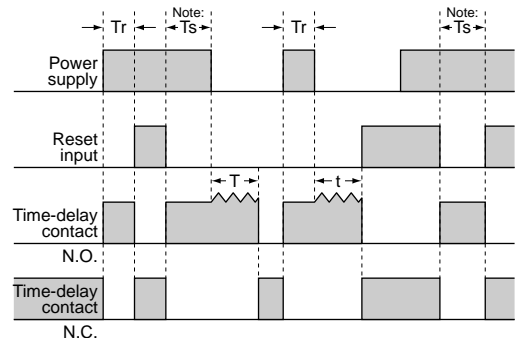 Note:
Note:
Tr
Ts
Tr
Ts
Power
supply
Reset
input
T
t
Time-delay
contact
N.O.
Time-delay
contact
N.C.